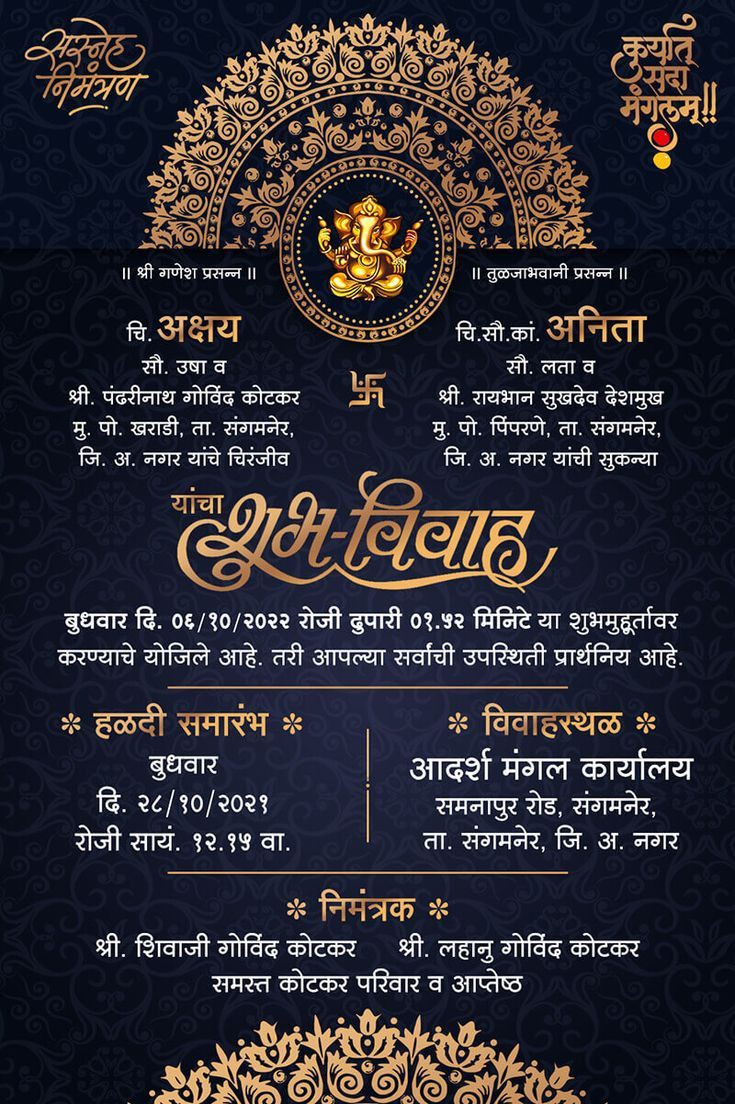 सस्नेह
निमंत्रण
कुर्यात्
सदा
मंगलम्!!
॥ श्री गणेश प्रसन्न ॥
॥ तुळजाभवानी प्रसन्न ॥
चि. अक्षय
सौ. उषा व
श्री. पंढरीनाथ गोविंद कोटकर
मु. पो. खराडी, ता. संगमनेर,
जि. अ. नगर यांचे चिरंजीव
चि.सौ.कां. अनिता
सौ. लता व
श्री. रायभान सुखदेव देशमुख
मु. पो. पिंपरणे, ता. संगमनेर,
जि. अ. नगर यांची सुकन्या
यांचा शुभ-विवाह
बुधवार दि. ०६/१०/२०२२ रोजी दुपारी ०१.५२ मिनिटे या शुभमुहूर्तावर
करण्याचे योजिले आहे. तरी आपल्या सर्वांची उपस्थिती प्रार्थनिय आहे.
हळदी समारंभ
बुधवार
दि. २८/१०/२०२१
रोजी सायं. १२.१५ वा.
विवाहस्थळ
आदर्श मंगल कार्यालय
समनापुर रोड, संगमनेर,
ता. संगमनेर, जि. अ. नगर
निमंत्रक
श्री. शिवाजी गोविंद कोटकर श्री. लहानु गोविंद कोटकर
समस्त कोटकर परिवार व आप्तेष्ठ